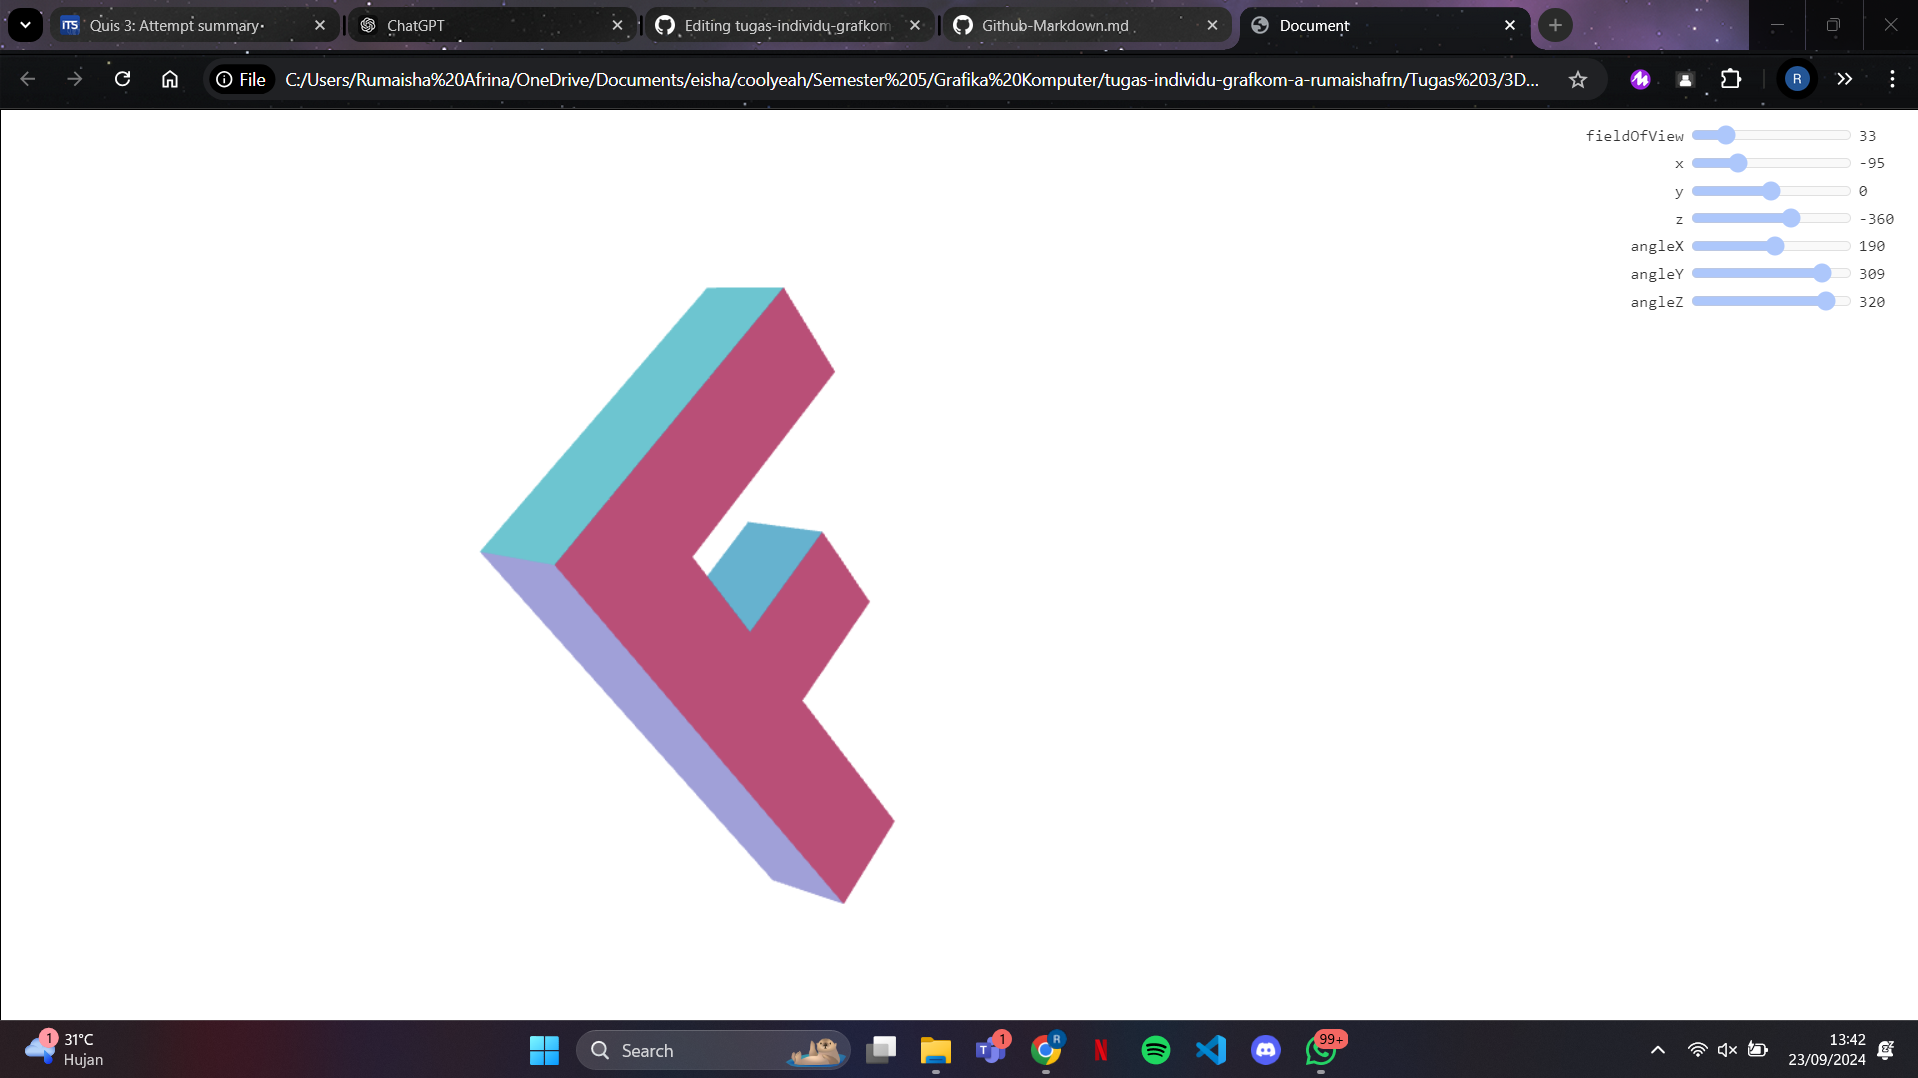 Quis 3: Attempt summary
ChatGPT
Editing tugas-individu-grafkom
Github-Markdown.md
Document
File
C:/Users/Rumaisha%20Afrina/OneDrive/Documents/eisha/coolyeah/Semester%205/Grafika%20Komputer/tugas-individu-grafkom-a-rumaishafrn/Tugas%203/3D...
R
fieldOfView 33
x -95
y 0
z -360
angleX 190
angleY 309
angleZ 320
1
31°C
Hujan
Search
1
R
99+
13:42
23/09/2024